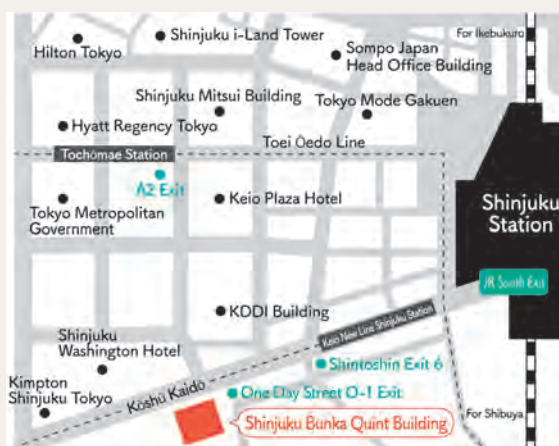 For Ikebukuro
Shinjuku i-Land Tower
Hilton Tokyo
Sompo Japan
Head Office Building
Shinjuku Mitsui Building
Tokyo Mode Gakuen
Hyatt Regency Tokyo
Toei Ōedo Line
Tochōmae Station
A2 Exit
Tokyo Metropolitan
Government
Keio Plaza Hotel
Shinjuku
Station
JR South Exit
KDDI Building
Keio New Line Shinjuku Station
Shinjuku
Washington Hotel
Shintoshin Exit 6
Kimpton
Shinjuku Tokyo
Kōshū Kaidō
One Day Street O-1 Exit
For Shibuya
Shinjuku Bunka Quint Building